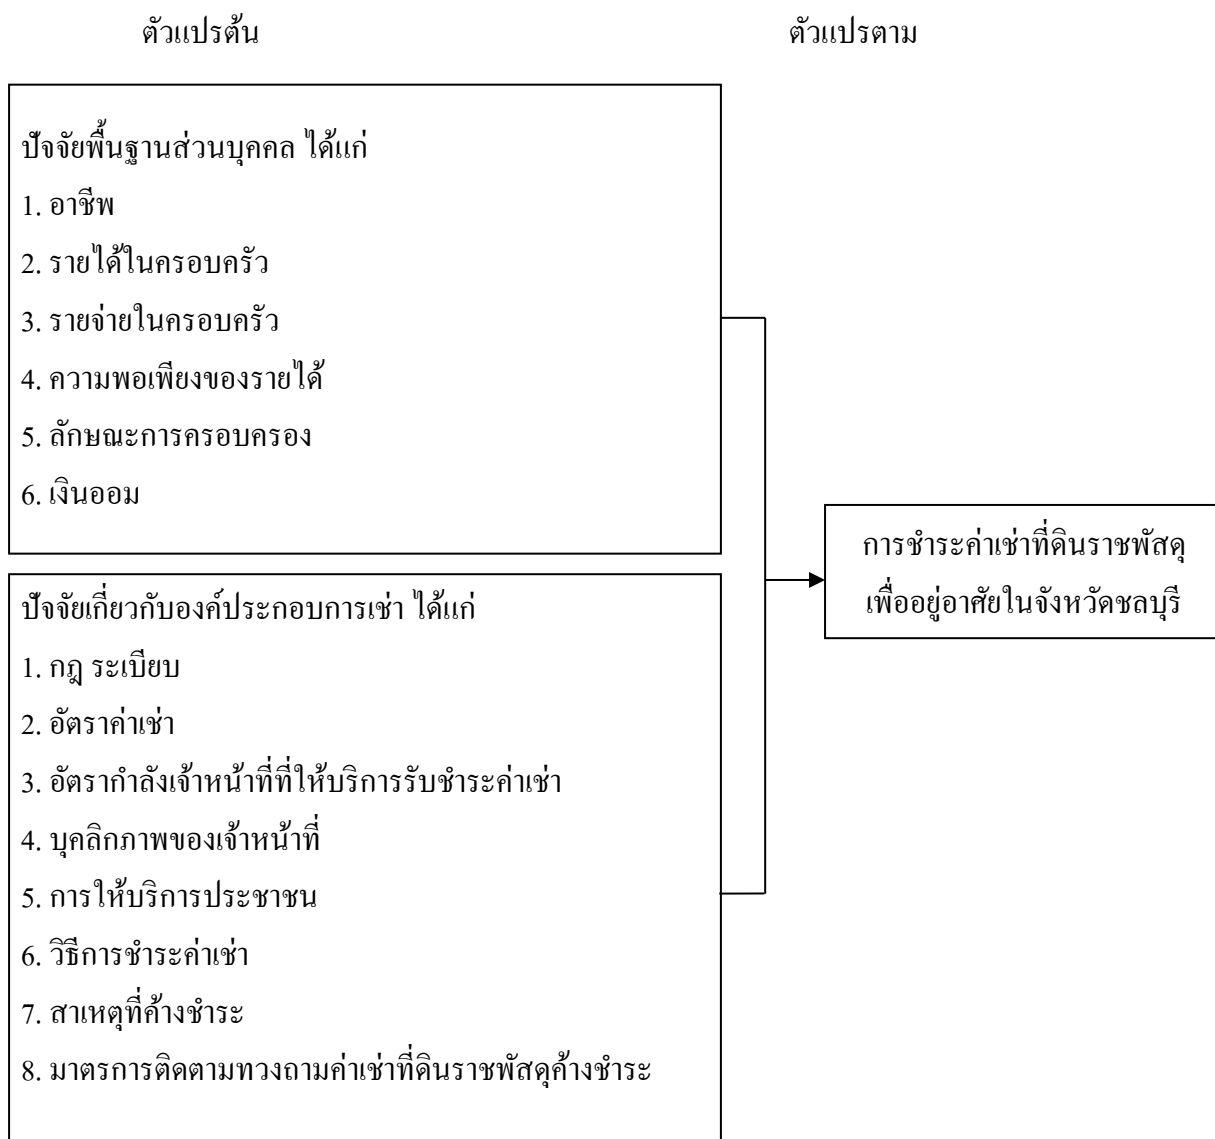 ตัวแปรต้น
ตัวแปรตาม
ปัจจัยพื้นฐานส่วนบุคคล ได้แก่
1. อาชีพ
2. รายได้ในครอบครัว
3. รายจ่ายในครอบครัว
4. ความพอเพียงของรายได้
5. ลักษณะการครอบครอง
6. เงินออม
ปัจจัยเกี่ยวกับองค์ประกอบการเช่า ได้แก่
1. กฎ ระเบียบ
2. อัตราค่าเช่า
3. อัตรากำลังเจ้าหน้าที่ที่ให้บริการรับชำระค่าเช่า
4. บุคลิกภาพของเจ้าหน้าที่
5. การให้บริการประชาชน
6. วิธีการชำระค่าเช่า
7. สาเหตุที่ค้างชำระ
8. มาตรการติดตามทวงถามค่าเช่าที่ดินราชพัสดุค้างชำระ
การชำระค่าเช่าที่ดินราชพัสดุ
เพื่ออยู่อาศัยในจังหวัดชลบุรี